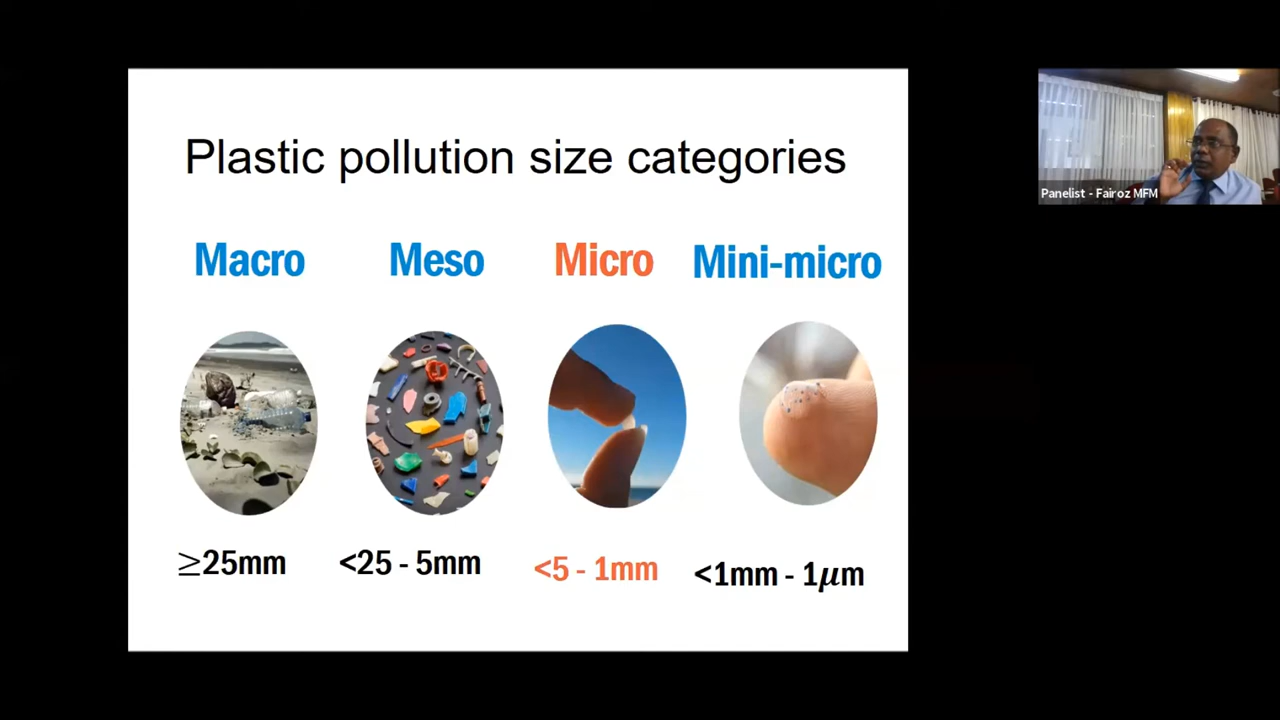 Plastic pollution size categories
Macro Meso Micro Mini-micro
≥25mm <25 - 5mm <5 - 1mm <1mm - 1μm
Panelist - Fairoz MFM